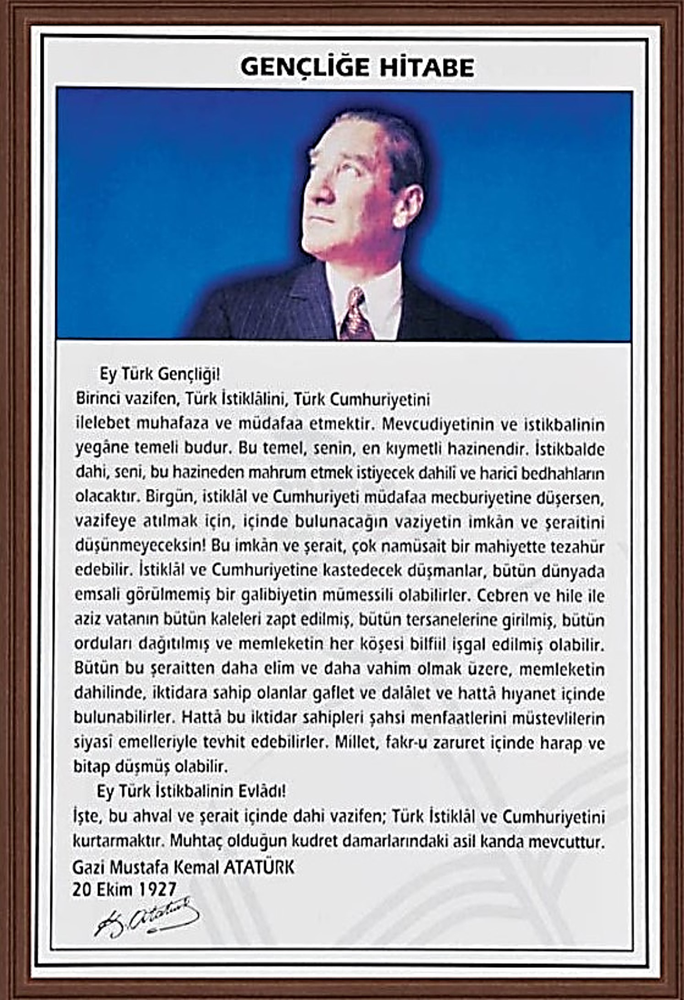 GENÇLİĞE HİTABE
Ey Türk Gençliği!
Birinci vazifen, Türk İstiklâlini, Türk Cumhuriyetini
ilelebet muhafaza ve müdafaa etmektir. Mevcudiyetinin ve istikbalinin
yegâne temeli budur. Bu temel, senin, en kıymetli hazinendir. İstikbalde
dahi, seni, bu hazineden mahrum etmek istiyecek dahilî ve haricî bedhahların
olacaktır. Birgün, istiklâl ve Cumhuriyeti müdafaa mecburiyetine düşersen,
vazifeye atılmak için, içinde bulunacağın vaziyetin imkân ve şeraitini
düşünmeyeceksin! Bu imkân ve şerait, çok namüsait bir mahiyette tezahür
edebilir. İstiklâl ve Cumhuriyetine kastedecek düşmanlar, bütün dünyada
emsali görülmemiş bir galibiyetin mümessili olabilirler. Cebren ve hile ile
aziz vatanın bütün kaleleri zapt edilmiş, bütün tersanelerine girilmiş, bütün
orduları dağıtılmış ve memleketin her köşesi bilfiil işgal edilmiş olabilir.
Bütün bu şeraitten daha elim ve daha vahim olmak üzere, memleketin
dahilinde, iktidara sahip olanlar gaflet ve dalâlet ve hattâ hıyanet içinde
bulunabilirler. Hattâ bu iktidar sahipleri şahsi menfaatlerini müstevlilerin
siyasî emelleriyle tevhit edebilirler. Millet, fakr-u zaruret içinde harap ve
bitap düşmüş olabilir.
Ey Türk İstikbalinin Evlâdı!
İşte, bu ahval ve şerait içinde dahi vazifen; Türk İstiklâl ve Cumhuriyetini
kurtarmaktır. Muhtaç olduğun kudret damarlarındaki asil kanda mevcuttur.
Gazi Mustafa Kemal ATATÜRK
20 Ekim 1927
K. Atatürk